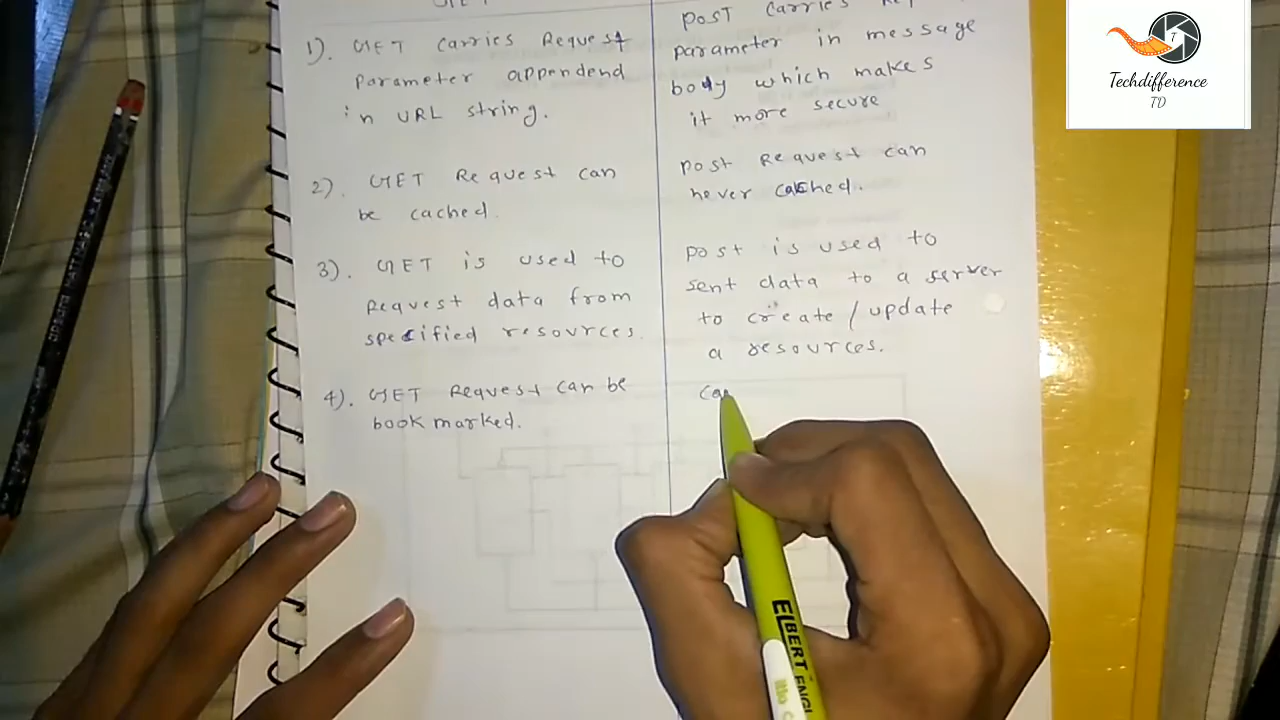 GET
1). GET Carries Request
Parameter appendend
in URL string.
2). GET Request can
be cached.
3). GET is used to
Request data from
specified resources.
4). GET Request can be
book marked.
POST Carries
parameter in message
body which makes
it more secure
post Request can
never cached.
post is used to
sent data to a server
to create / update
a resources.
Can
ELBERT ENGL
T
Techdifference
TD